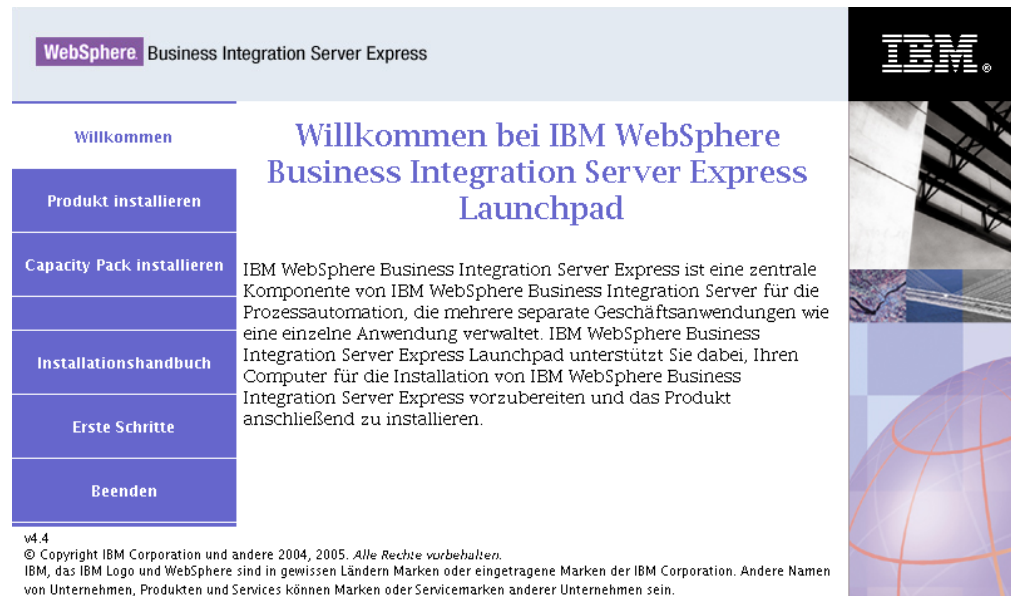 WebSphere. Business Integration Server Express
IBM®
Willkommen
Produkt installieren
Capacity Pack installieren
Installationshandbuch
Erste Schritte
Beenden
Willkommen bei IBM WebSphere
Business Integration Server Express
Launchpad
IBM WebSphere Business Integration Server Express ist eine zentrale
Komponente von IBM WebSphere Business Integration Server für die
Prozessautomation, die mehrere separate Geschäftsanwendungen wie
eine einzelne Anwendung verwaltet. IBM WebSphere Business
Integration Server Express Launchpad unterstützt Sie dabei, Ihren
Computer für die Installation von IBM WebSphere Business
Integration Server Express vorzubereiten und das Produkt
anschließend zu installieren.
v4.4
© Copyright IBM Corporation und andere 2004, 2005. Alle Rechte vorbehalten.
IBM, das IBM Logo und WebSphere sind in gewissen Ländern Marken oder eingetragene Marken der IBM Corporation. Andere Namen
von Unternehmen, Produkten und Services können Marken oder Servicemarken anderer Unternehmen sein.